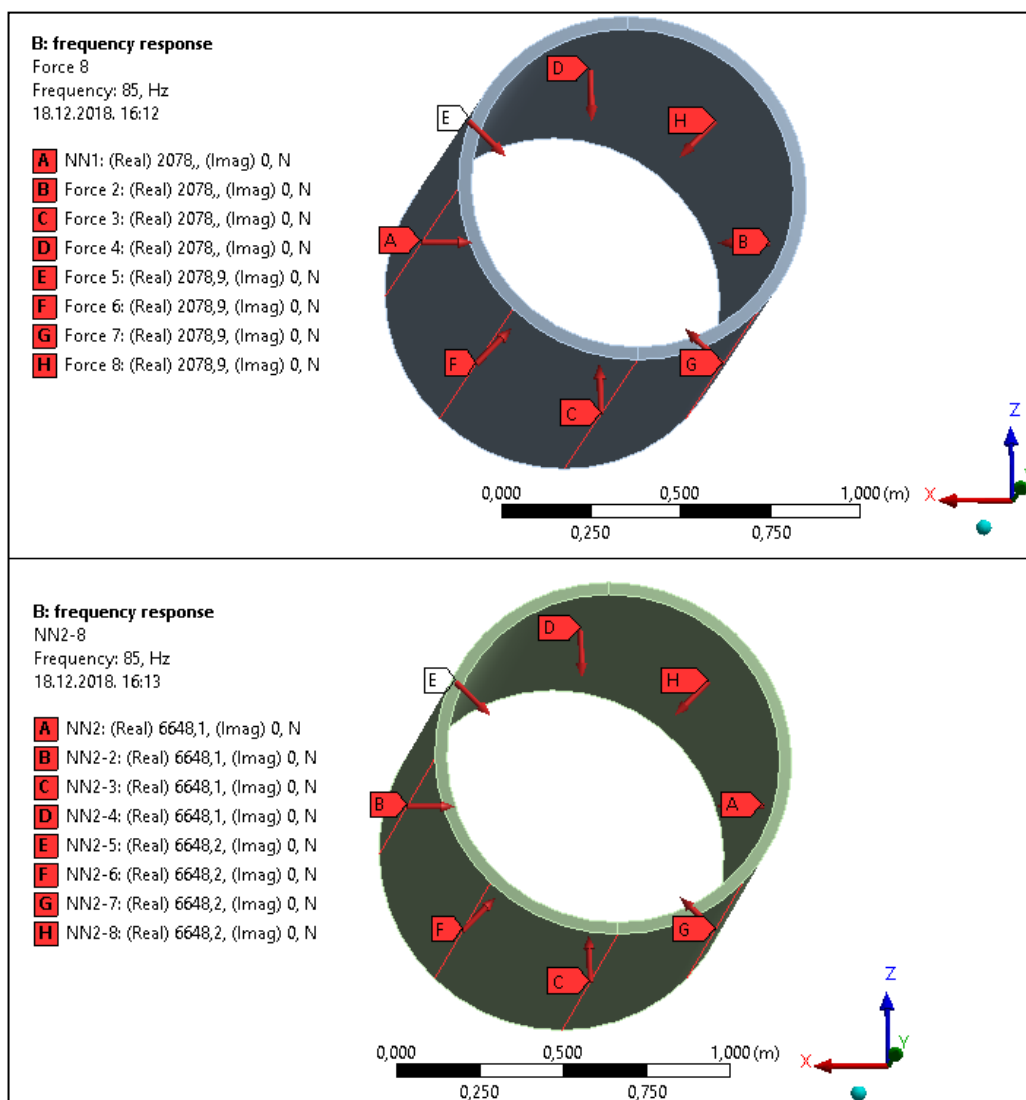 B: frequency response
Force 8
Frequency: 85, Hz
18.12.2018. 16:12
A NN1: (Real) 2078,, (Imag) 0, N
B Force 2: (Real) 2078,, (Imag) 0, N
C Force 3: (Real) 2078,, (Imag) 0, N
D Force 4: (Real) 2078,, (Imag) 0, N
E Force 5: (Real) 2078,9, (Imag) 0, N
F Force 6: (Real) 2078,9, (Imag) 0, N
G Force 7: (Real) 2078,9, (Imag) 0, N
H Force 8: (Real) 2078,9, (Imag) 0, N
D
E
H
A
B
F
G
C
0,000 0,500 1,000 (m)
0,250 0,750
Z
X
B: frequency response
NN2-8
Frequency: 85, Hz
18.12.2018. 16:13
A NN2: (Real) 6648,1, (Imag) 0, N
B NN2-2: (Real) 6648,1, (Imag) 0, N
C NN2-3: (Real) 6648,1, (Imag) 0, N
D NN2-4: (Real) 6648,1, (Imag) 0, N
E NN2-5: (Real) 6648,2, (Imag) 0, N
F NN2-6: (Real) 6648,2, (Imag) 0, N
G NN2-7: (Real) 6648,2, (Imag) 0, N
H NN2-8: (Real) 6648,2, (Imag) 0, N
D
E
H
B
A
F
G
C
0,000 0,500 1,000 (m)
0,250 0,750
Z
Y
X